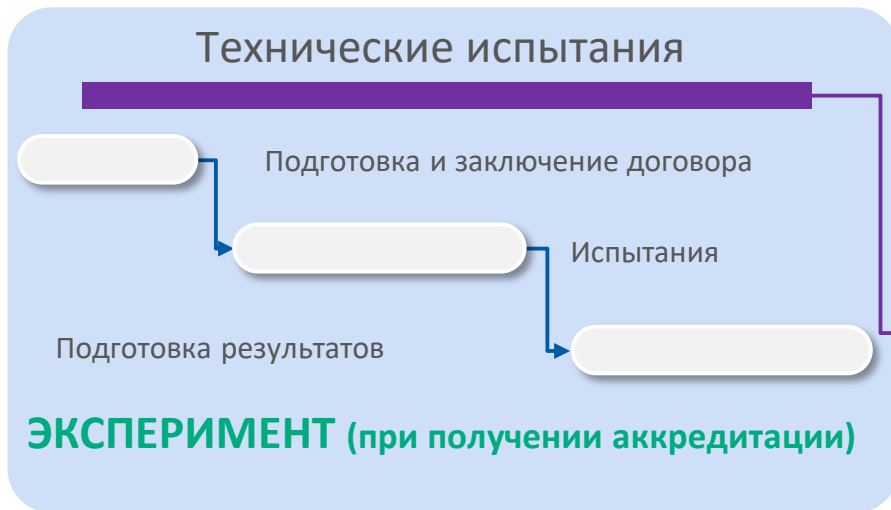 Технические испытания
Подготовка и заключение договора
Испытания
Подготовка результатов
ЭКСПЕРИМЕНТ (при получении аккредитации)